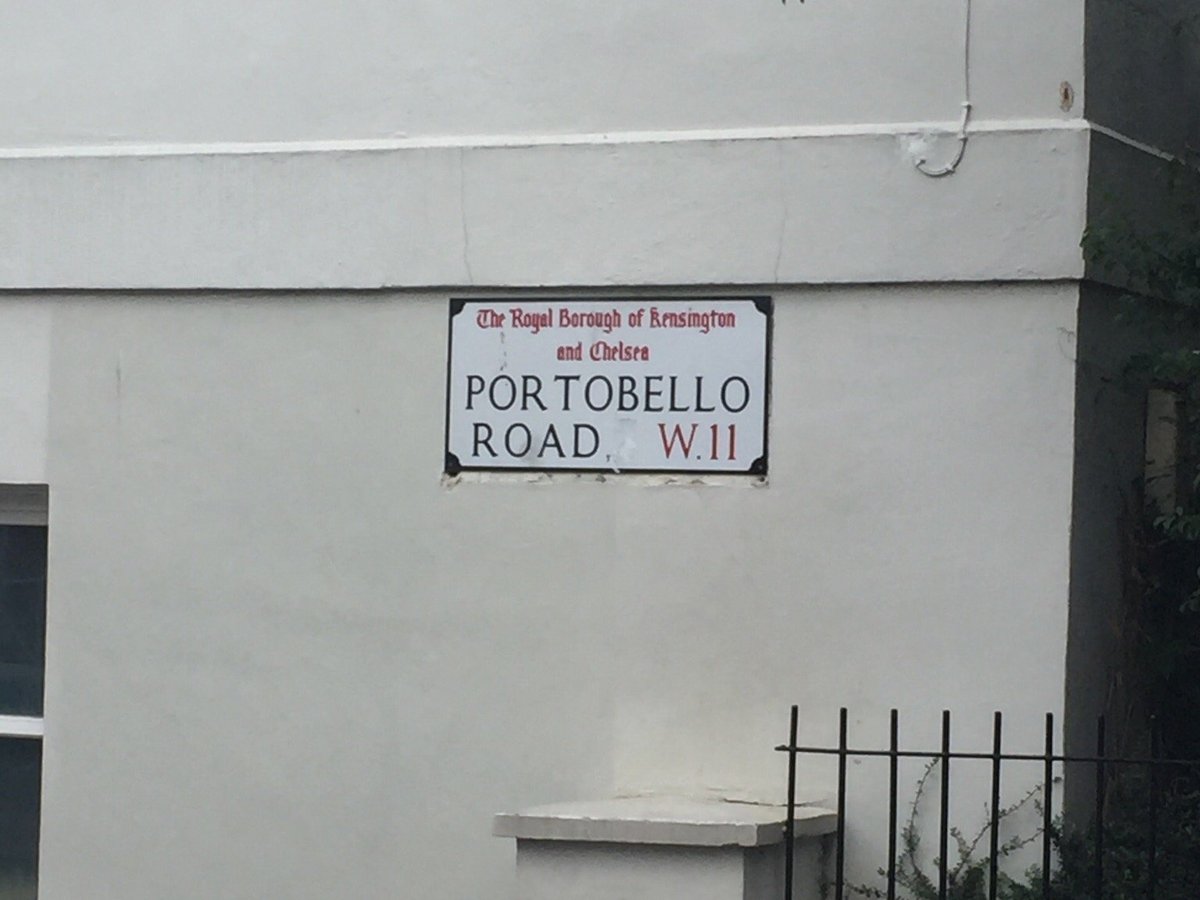 The Royal Borough of Kensington
and Chelsea
PORTOBELLO
ROAD, W.11